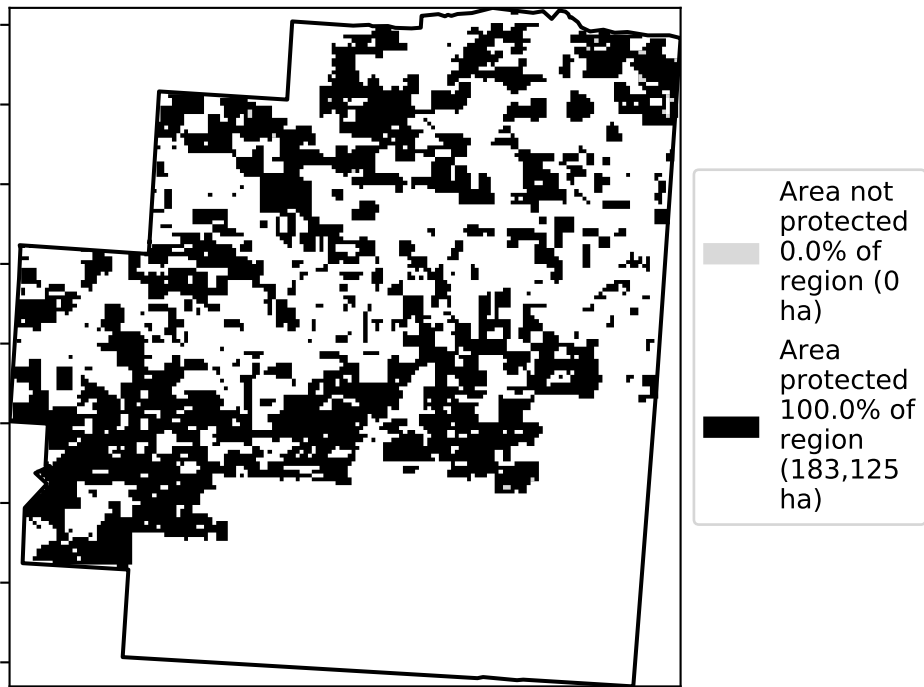 Area not
protected
0.0% of
region (0
ha)
Area
protected
100.0% of
region
(183,125
ha)